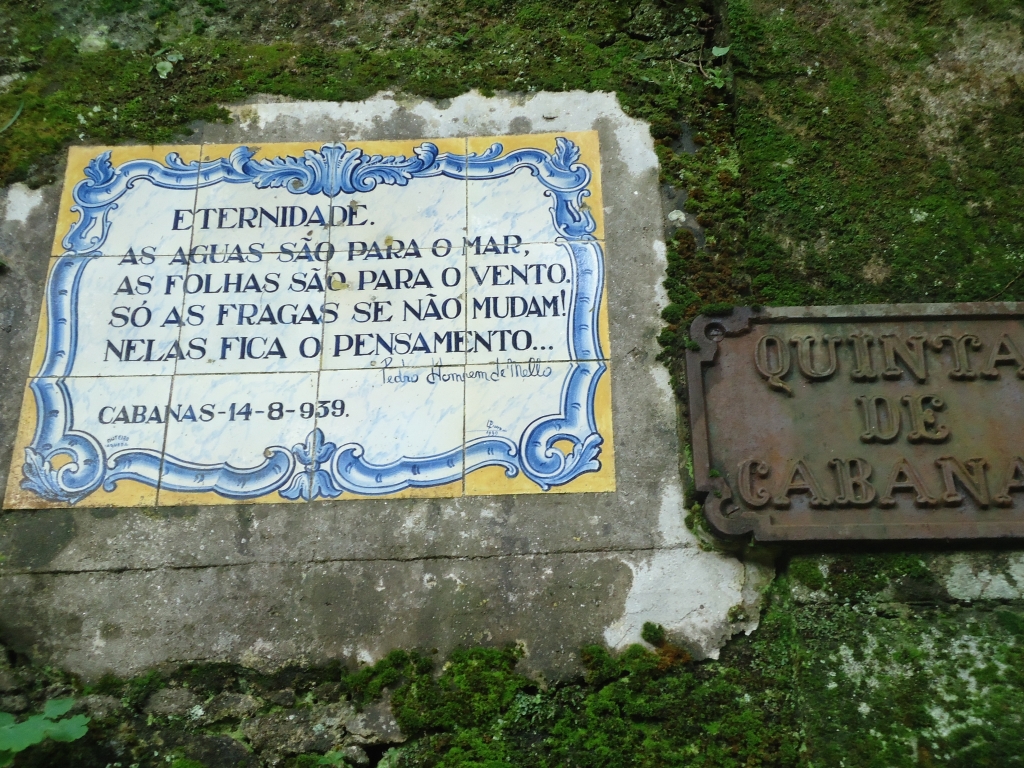 ETERNIDADE.
AS AGUAS SÃO PARA O MAR,
AS FOLHAS SÃO PARA O VENTO.
SÓ AS FRAGAS SE NÃO MUDAM!
NELAS FICA O PENSAMENTO...
Pedro Homem de Mello
CABANAS-14-8-939.
QUINTA
DE
CABANA